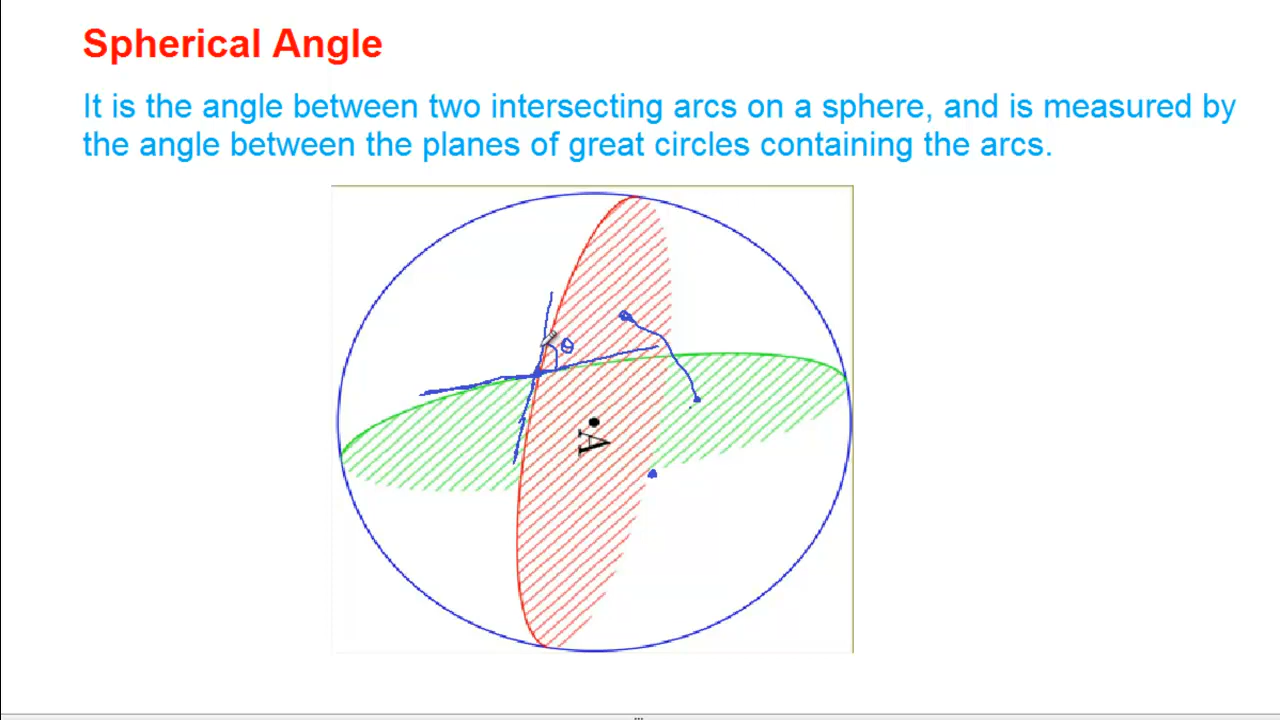 Spherical Angle
It is the angle between two intersecting arcs on a sphere, and is measured by
the angle between the planes of great circles containing the arcs.
θ
A